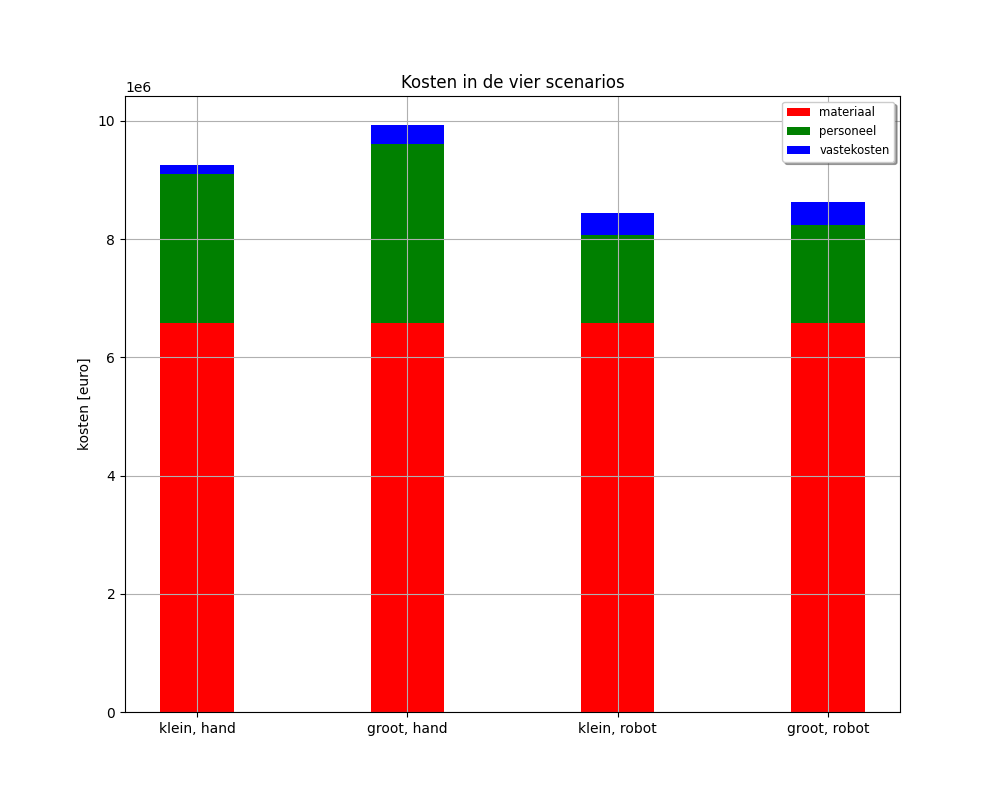 Kosten in de vier scenarios
1e6
materiaal
personeel
vastekosten
10
8
6
4
2
0
kosten [euro]
klein, hand
groot, hand
klein, robot
groot, robot